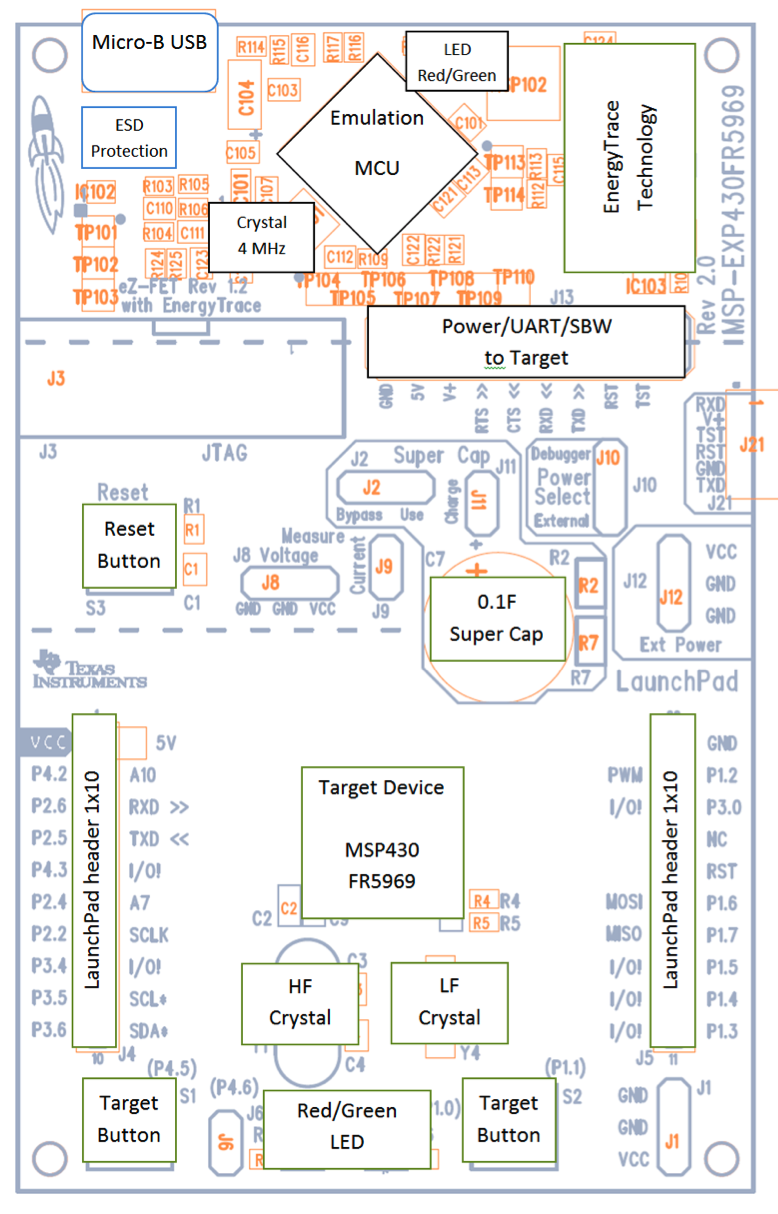 Micro-B USB
R114
R115
C116
R117
R116
LED
Red/Green
C124
ESD
Protection
C104
C103
Emulation
MCU
C101
EnergyTrace
Technology
C105
TP113
TP114
R113
R112
C115
C113
C121
IC102
R103
R105
C110
R106
R104
C111
C101
C107
TP101
TP102
TP103
R124
R125
C123
Crystal
4 MHz
C112
R109
C122
R122
R121
TP104
TP106
TP108
TP110
TP105
TP107
TP109
IC103
eZ-FET Rev 1.2
with EnergyTrace
J13
Rev 2.0
MSP-EXP430FR5969
Power/UART/SBW
to Target
J3
GND
5V
V+
RTS >>
CTS <<
RXD <<
TXD >>
RST
TST
RXD
V+
TST
RST
GND
TXD
J21
1
J21
J3
JTAG
J2
Super Cap
J11
J2
Bypass
Use
Charge
J11
Debugger
Power
Select
External
J10
J10
Reset
R1
Reset
Button
R1
C1
S3
C1
Measure
J8 Voltage
J8
GND GND VCC
Current
J9
J9
C7
+
+
0.1F
Super Cap
R2
R2
R7
R7
J12
J12
VCC
GND
GND
Ext Power
TEXAS
INSTRUMENTS
LaunchPad
VCC
5V
P4.2
A10
P2.6
RXD >>
P2.5
TXD <<
P4.3
I/O!
P2.4
A7
P2.2
SCLK
P3.4
I/O!
P3.5
SCL*
P3.6
SDA*
LaunchPad header 1x10
10
J4
Target Device
MSP430
FR5969
C2
C2
R4
R4
R5
R5
LaunchPad header 1x10
GND
PWM
P1.2
I/O!
P3.0
NC
RST
MOSI
P1.6
MISO
P1.7
I/O!
P1.5
I/O!
P1.4
I/O!
P1.3
J5
11
C3
HF
Crystal
LF
Crystal
C4
Y4
(P4.5)
S1
Target
Button
(P4.6)
J6
J6
Red/Green
LED
Target
Button
(P1.1)
S2
GND
GND
VCC
J1
J1